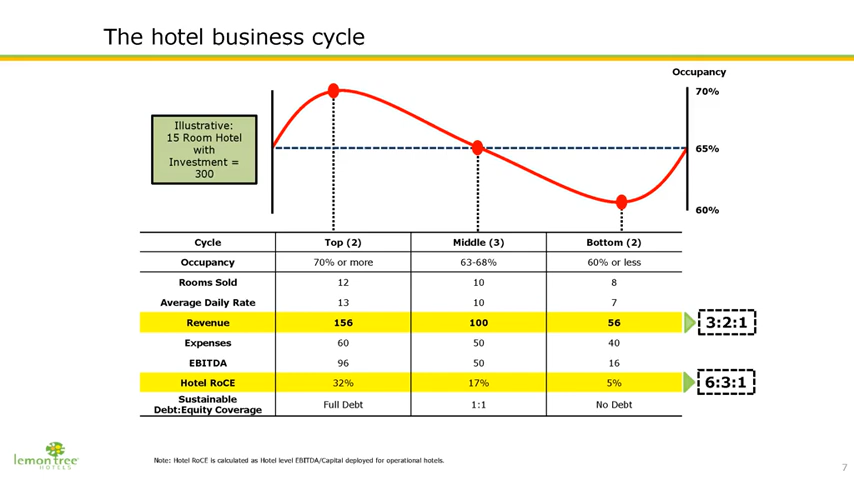 The hotel business cycle
Occupancy
70%
Illustrative:
15 Room Hotel
with
Investment =
300
65%
60%
Cycle Top (2) Middle (3) Bottom (2)
Occupancy 70% or more 63-68% 60% or less
Rooms Sold 12 10 8
Average Daily Rate 13 10 7
Revenue 156 100 56 3:2:1
Expenses 60 50 40
EBITDA 96 50 16
Hotel RoCE 32% 17% 5% 6:3:1
Sustainable
Debt:Equity Coverage Full Debt 1:1 No Debt
lemontree
HOTELS
Note: Hotel RoCE is calculated as Hotel level EBITDA/Capital deployed for operational hotels.
7